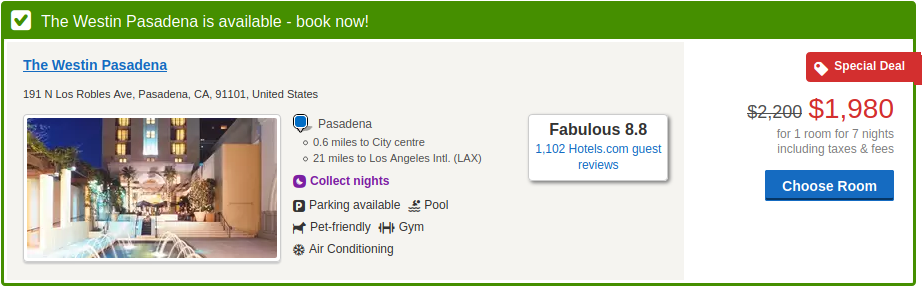 The Westin Pasadena is available - book now!
The Westin Pasadena
191 N Los Robles Ave, Pasadena, CA, 91101, United States
Pasadena
0.6 miles to City centre
21 miles to Los Angeles Intl. (LAX)
Collect nights
P Parking available Pool
Pet-friendly Gym
Air Conditioning
Fabulous 8.8
1,102 Hotels.com guest
reviews
Special Deal
$2,200 $1,980
for 1 room for 7 nights
including taxes & fees
Choose Room